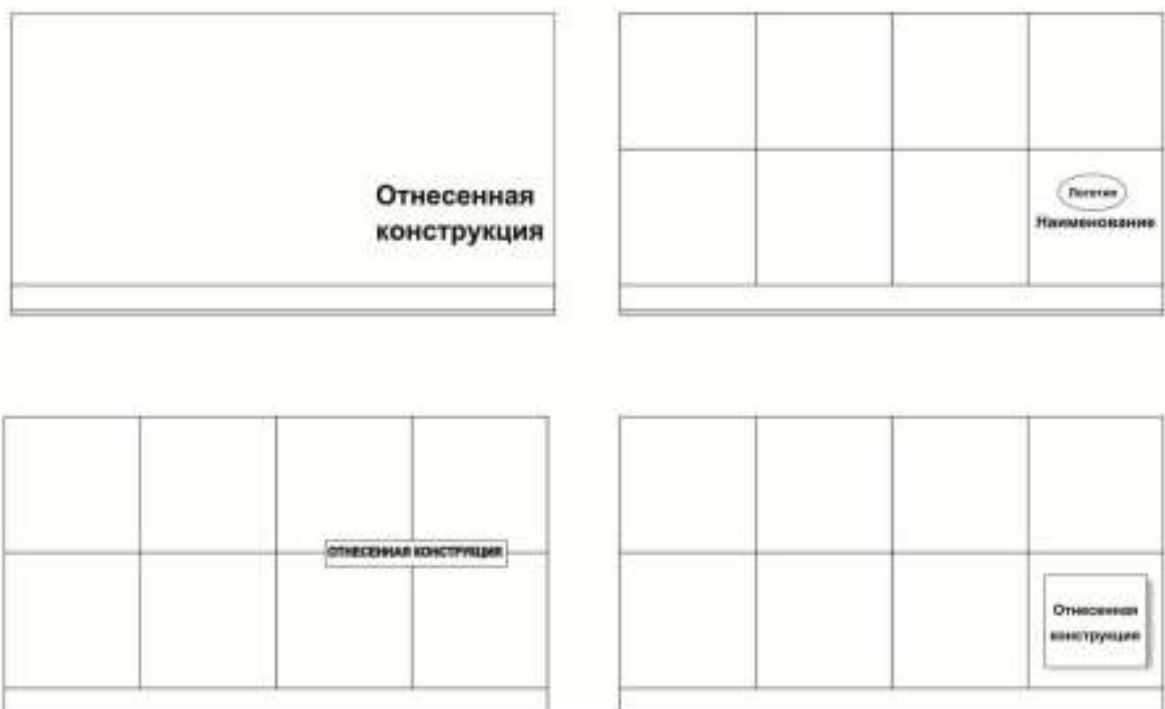 Отнесенная
конструкция
Логотип
Наименование
ОТНЕСЕННАЯ КОНСТРУКЦИЯ
Отнесенная
конструкция